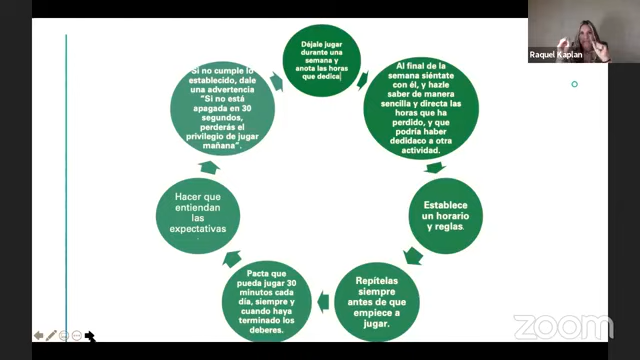 Déjale jugar
durante una
semana y
anota las horas
que dedica
Al final de la
semana siéntate
con él, y hazle
saber de manera
sencilla y directa las
horas que ha
perdido, y que
podría haber
dedidaco a otra
actividad.
Establece
un horario
y reglas.
Repítelas
siempre
antes de que
empiece a
jugar.
Pacta que
pueda jugar 30
minutos cada
día, siempre y
cuando haya
terminado los
deberes.
Hacer que
entiendan
las
expectativas
.
Si no cumple lo
establecido, dale
una advertencia
"Si no está
apagada en 30
segundos,
perderás el
privilegio de jugar
mañana".
Raquel Kaplan
zoom